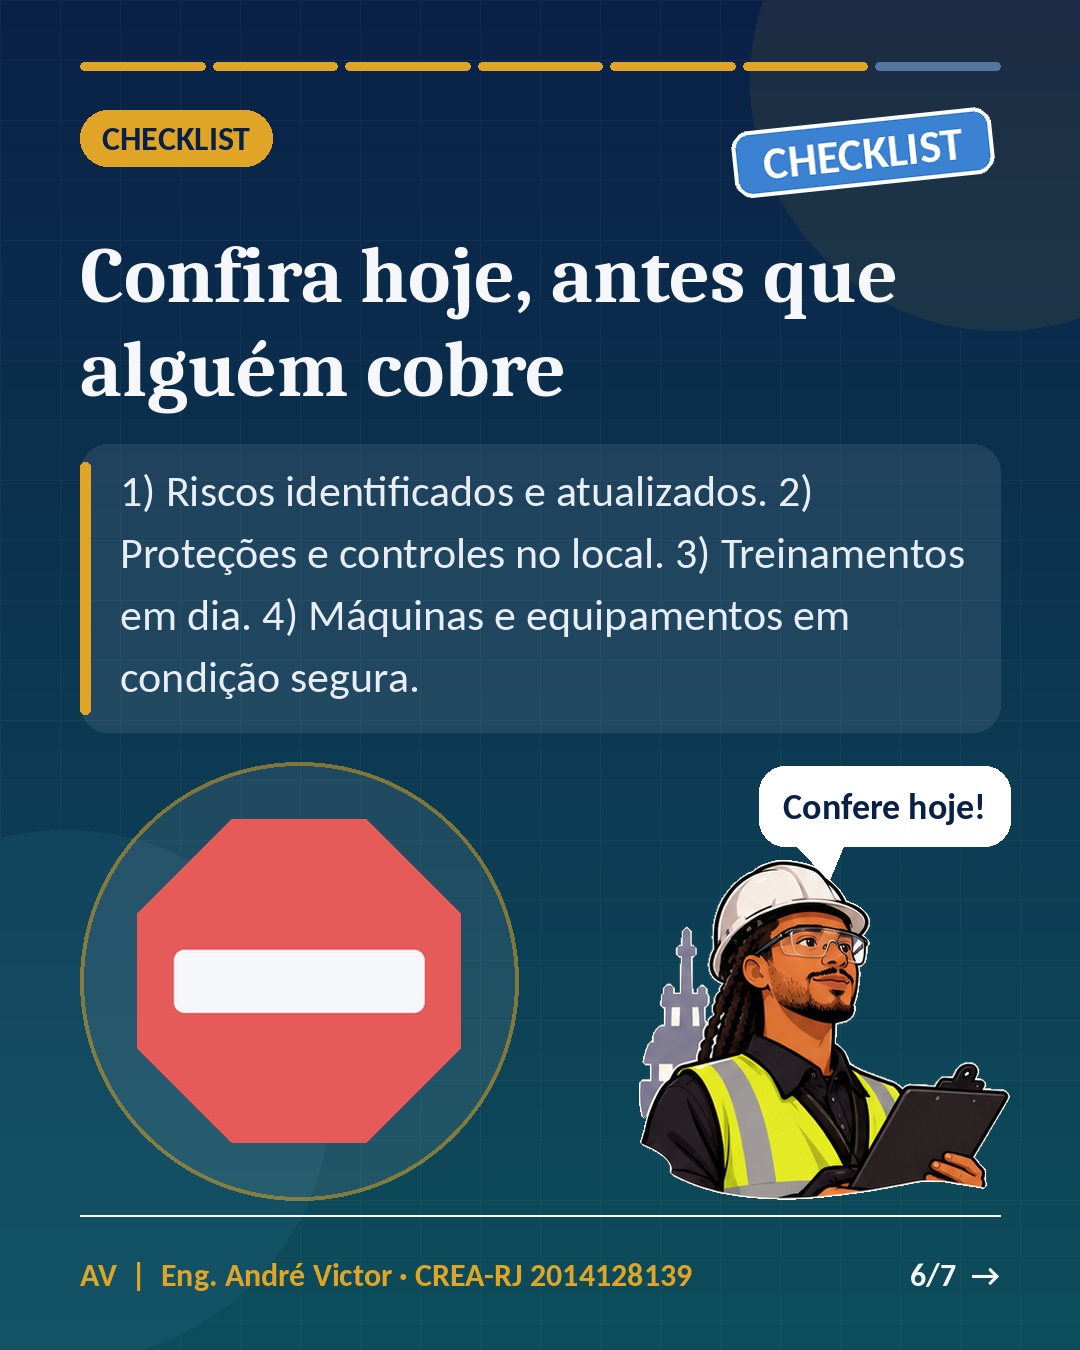 CHECKLIST
CHECKLIST
Confira hoje, antes que
alguém cobre
1) Riscos identificados e atualizados. 2)
Proteções e controles no local. 3) Treinamentos
em dia. 4) Máquinas e equipamentos em
condição segura.
Confere hoje!
AV | Eng. André Victor · CREA-RJ 2014128139
6/7 →